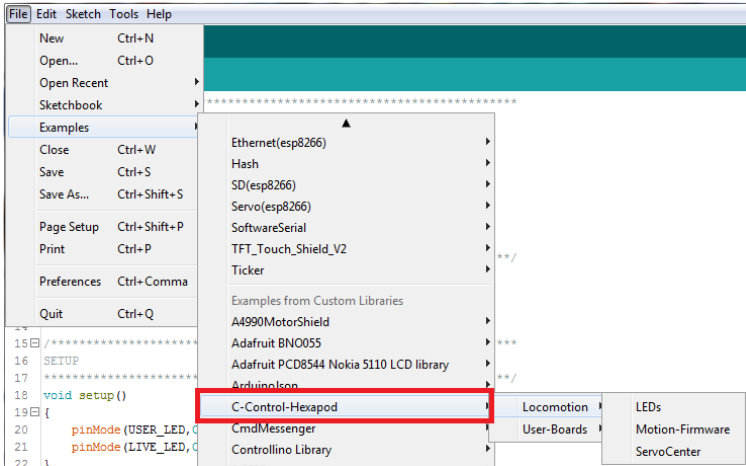 File Edit Sketch Tools Help
New Ctrl+N
Open... Ctrl+O
Open Recent
Sketchbook
Examples
Close Ctrl+W
Save Ctrl+S
Save As... Ctrl+Shift+S
Page Setup Ctrl+Shift+P
Print Ctrl+P
Preferences Ctrl+Comma
Quit Ctrl+Q
Ethernet(esp8266)
Hash
SD(esp8266)
Servo(esp8266)
SoftwareSerial
TFT_Touch_Shield_V2
Ticker
Examples from Custom Libraries
A4990MotorShield
Adafruit BNO055
Adafruit PCD8544 Nokia 5110 LCD library
ArduinoJson
C-Control-Hexapod
CmdMessenger
Controllino Library
Locomotion
User-Boards
LEDs
Motion-Firmware
ServoCenter
14
15 /**********************
16 SETUP
17 **********************
18 void setup()
19 {
20 pinMode(USER_LED,
21 pinMode(LIVE_LED,
22 }